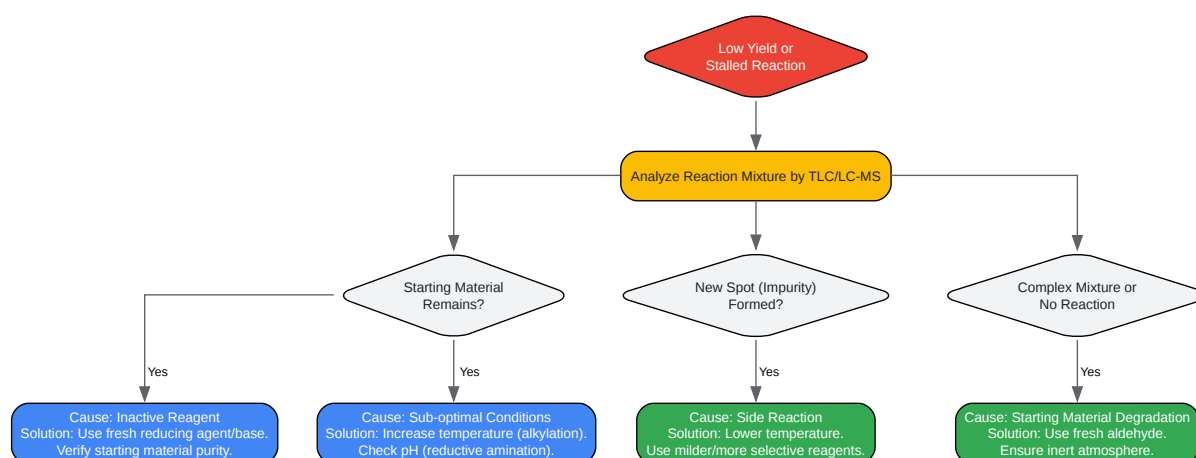 Low Yield or
Stalled Reaction
Analyze Reaction Mixture by TLC/LC-MS
Starting Material
Remains?
New Spot (Impurity)
Formed?
Complex Mixture or
No Reaction
Yes
Yes
Yes
Yes
Cause: Inactive Reagent
Solution: Use fresh reducing agent/base.
Verify starting material purity.
Cause: Sub-optimal Conditions
Solution: Increase temperature (alkylation).
Check pH (reductive amination).
Cause: Side Reaction
Solution: Lower temperature.
Use milder/more selective reagents.
Cause: Starting Material Degradation
Solution: Use fresh aldehyde.
Ensure inert atmosphere.